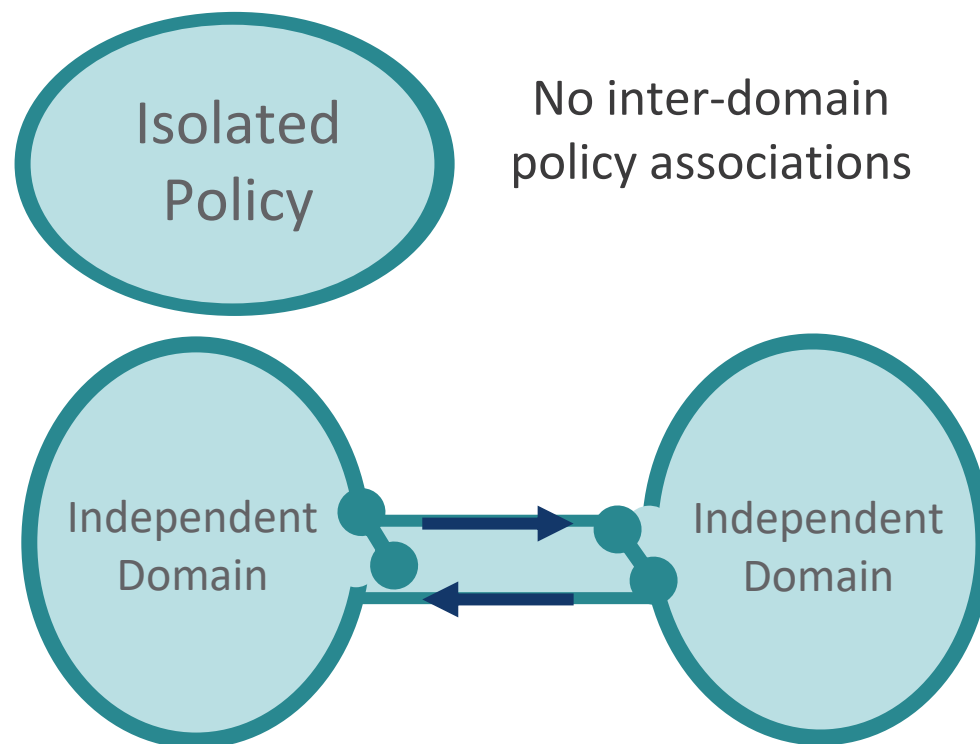 Isolated
Policy
No inter-domain
policy associations
Independent
Domain
Independent
Domain